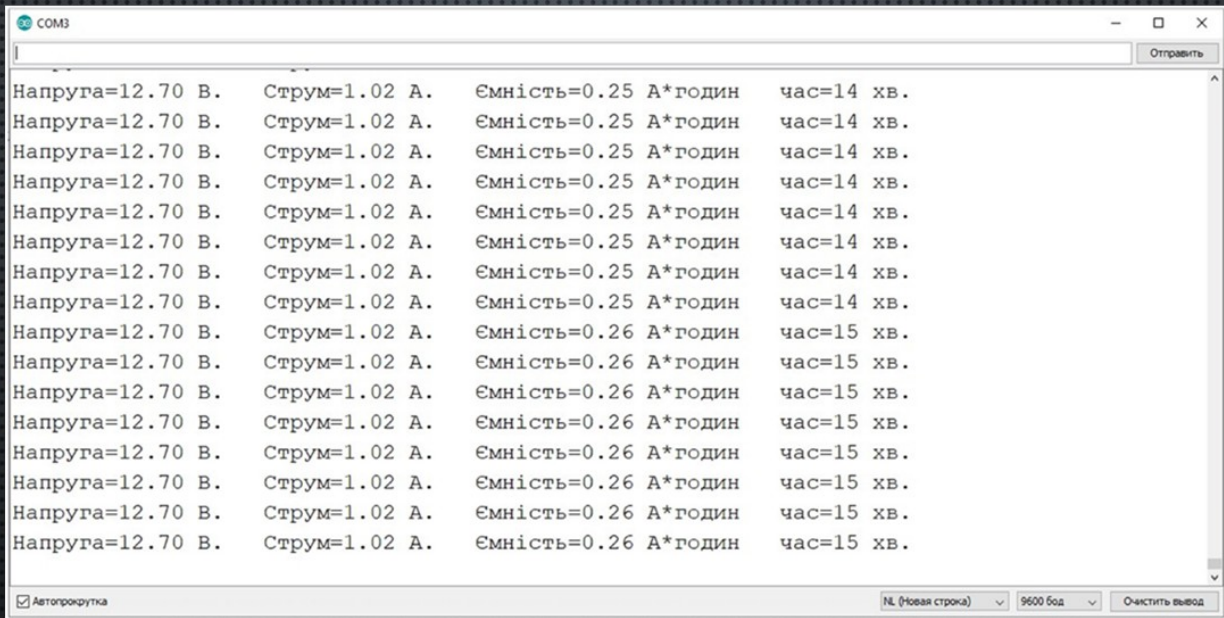 COM3
Отправить
Напруга=12.70 В. Струм=1.02 А. Ємність=0.25 А*годин час=14 хв.
Напруга=12.70 В. Струм=1.02 А. Ємність=0.25 А*годин час=14 хв.
Напруга=12.70 В. Струм=1.02 А. Ємність=0.25 А*годин час=14 хв.
Напруга=12.70 В. Струм=1.02 А. Ємність=0.25 А*годин час=14 хв.
Напруга=12.70 В. Струм=1.02 А. Ємність=0.25 А*годин час=14 хв.
Напруга=12.70 В. Струм=1.02 А. Ємність=0.25 А*годин час=14 хв.
Напруга=12.70 В. Струм=1.02 А. Ємність=0.25 А*годин час=14 хв.
Напруга=12.70 В. Струм=1.02 А. Ємність=0.25 А*годин час=14 хв.
Напруга=12.70 В. Струм=1.02 А. Ємність=0.26 А*годин час=15 хв.
Напруга=12.70 В. Струм=1.02 А. Ємність=0.26 А*годин час=15 хв.
Напруга=12.70 В. Струм=1.02 А. Ємність=0.26 А*годин час=15 хв.
Напруга=12.70 В. Струм=1.02 А. Ємність=0.26 А*годин час=15 хв.
Напруга=12.70 В. Струм=1.02 А. Ємність=0.26 А*годин час=15 хв.
Напруга=12.70 В. Струм=1.02 А. Ємність=0.26 А*годин час=15 хв.
Напруга=12.70 В. Струм=1.02 А. Ємність=0.26 А*годин час=15 хв.
Напруга=12.70 В. Струм=1.02 А. Ємність=0.26 А*годин час=15 хв.
Автопрокрутка NL (Новая строка) 9600 бод Очистить вывод